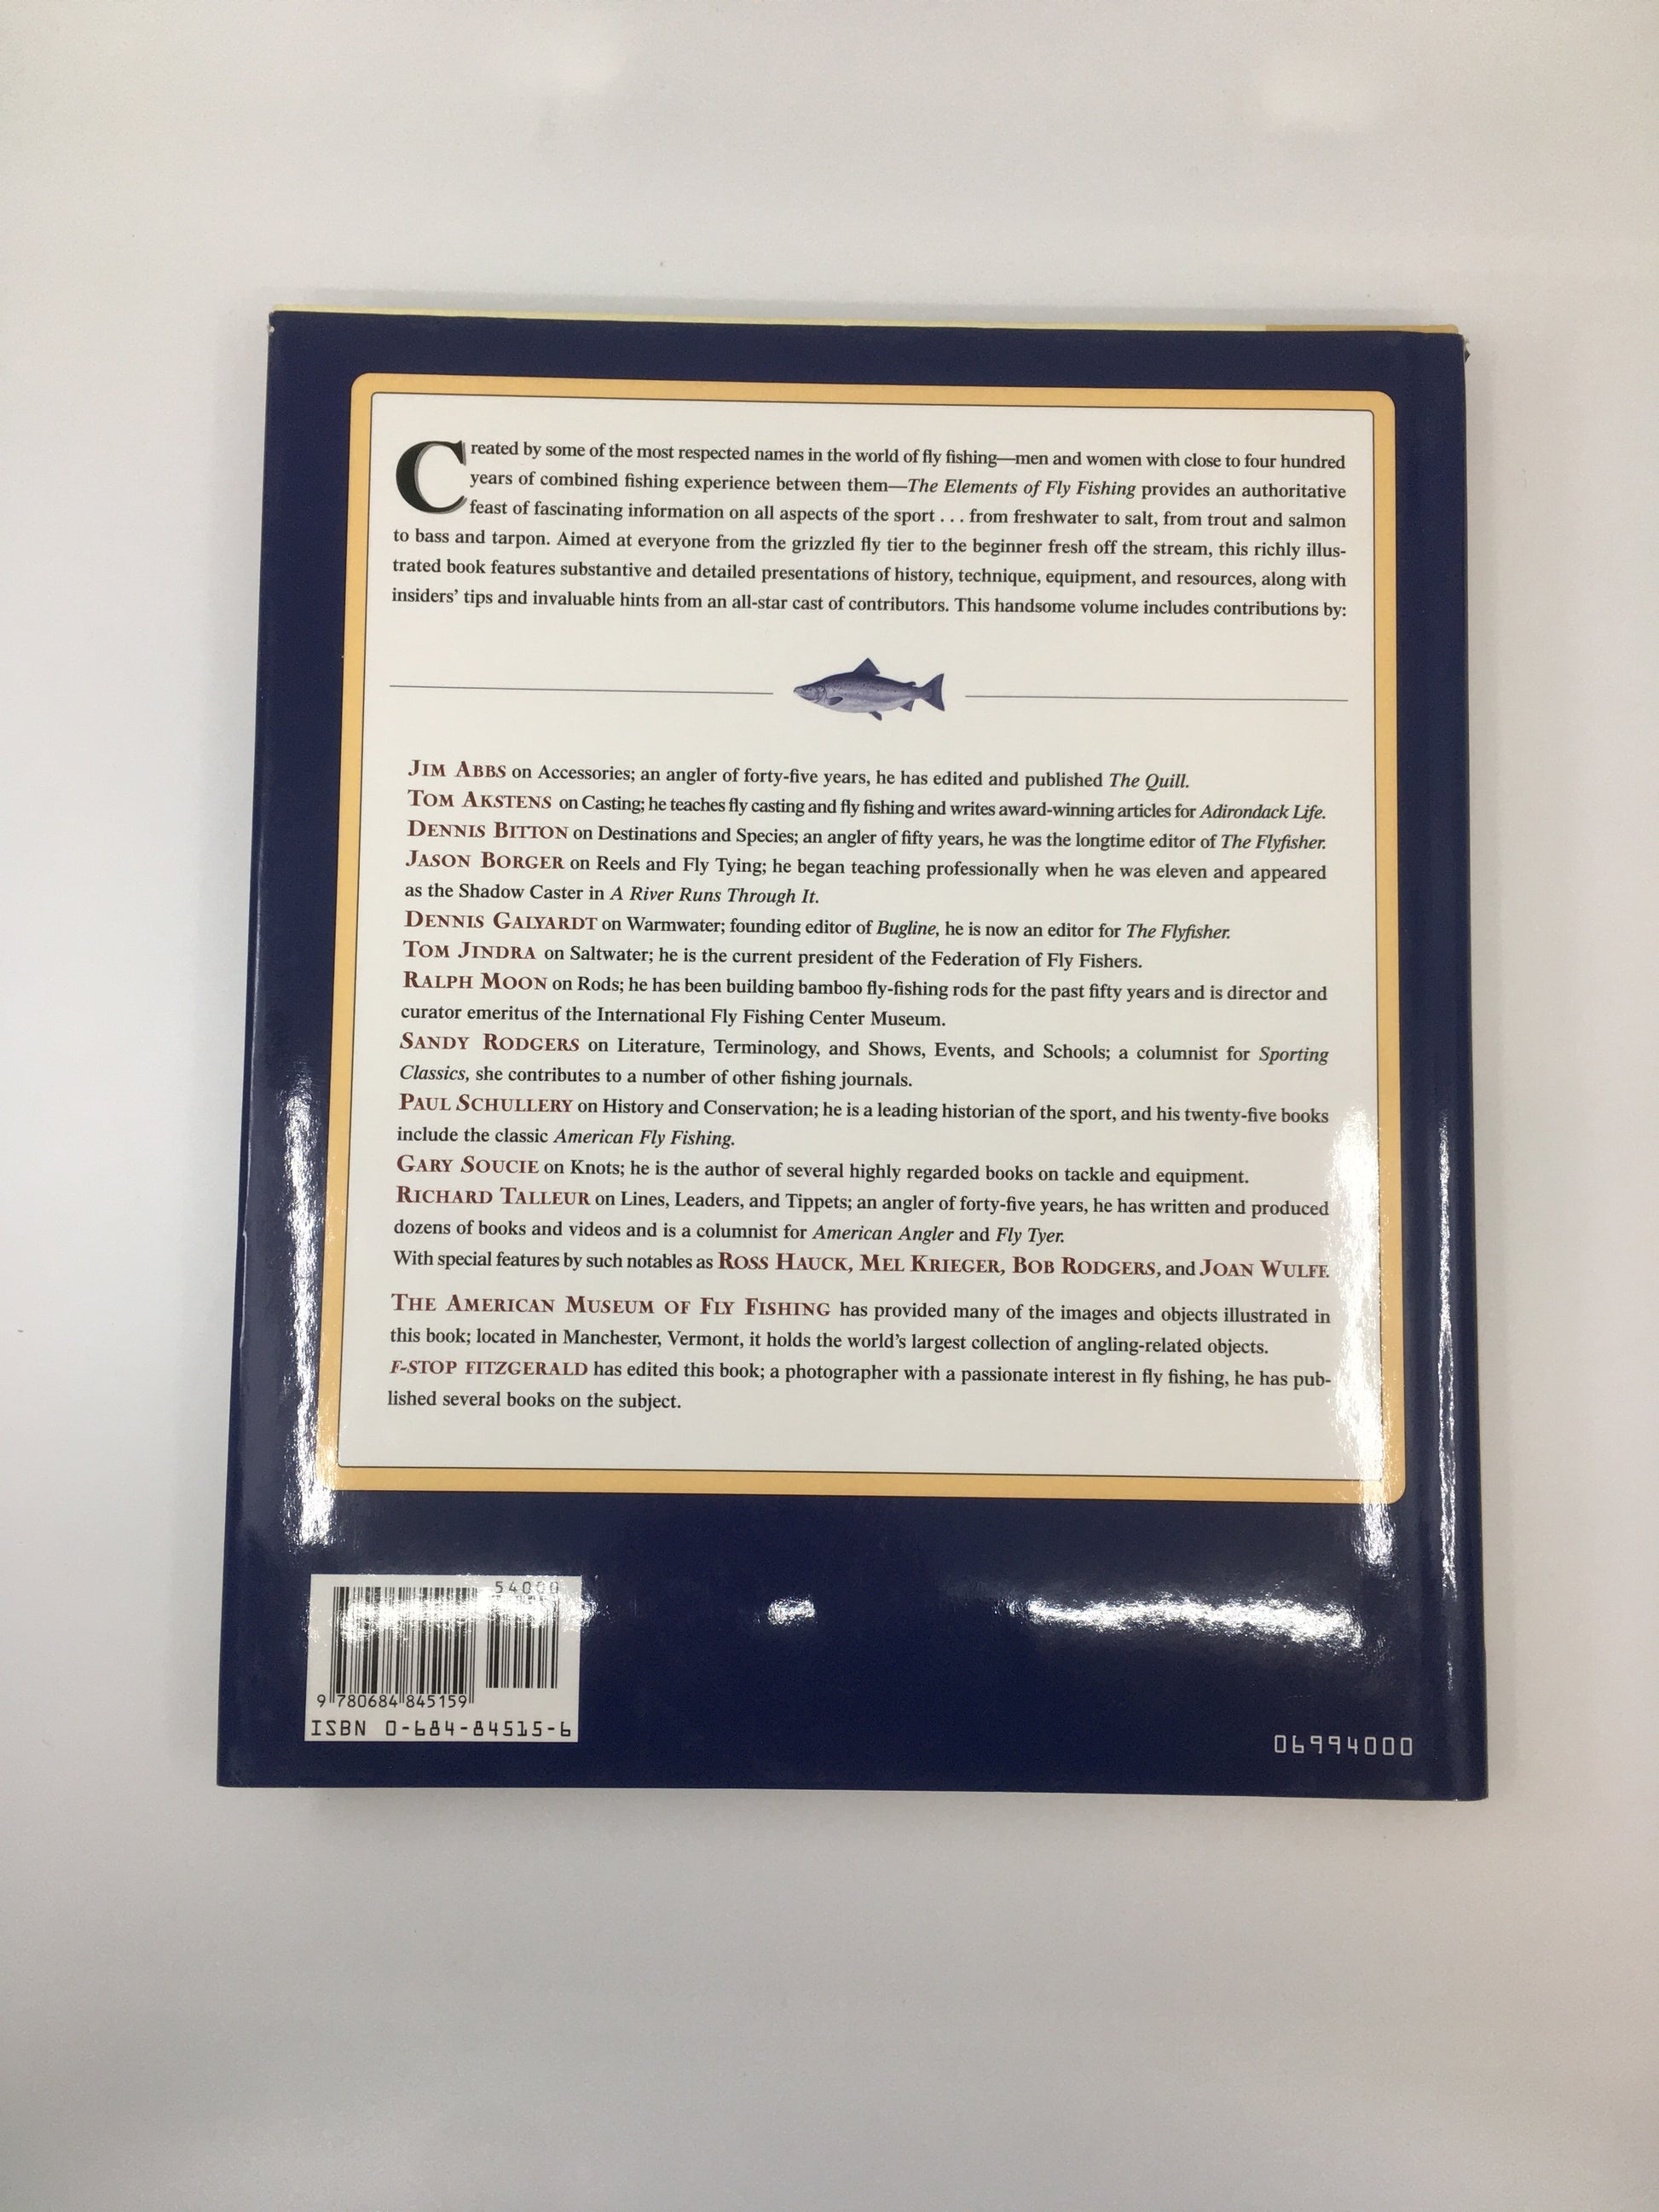 Created by some of the most respected names in the world of fly fishing—men and women with close to four hundred
years of combined fishing experience between them—The Elements of Fly Fishing provides an authoritative
feast of fascinating information on all aspects of the sport . . . from freshwater to salt, from trout and salmon
to bass and tarpon. Aimed at everyone from the grizzled fly tier to the beginner fresh off the stream, this richly illus-
trated book features substantive and detailed presentations of history, technique, equipment, and resources, along with
insiders’ tips and invaluable hints from an all-star cast of contributors. This handsome volume includes contributions by:
JIM ABBS on Accessories; an angler of forty-five years, he has edited and published The Quill.
TOM AKSTENS on Casting; he teaches fly casting and fly fishing and writes award-winning articles for Adirondack Life.
DENNIS BITTON on Destinations and Species; an angler of fifty years, he was the longtime editor of The Flyfisher.
JASON BORGER on Reels and Fly Tying; he began teaching professionally when he was eleven and appeared
as the Shadow Caster in A River Runs Through It.
DENNIS GALYARDT on Warmwater; founding editor of Bugline, he is now an editor for The Flyfisher.
TOM JINDRA on Saltwater; he is the current president of the Federation of Fly Fishers.
RALPH MOON on Rods; he has been building bamboo fly-fishing rods for the past fifty years and is director and
curator emeritus of the International Fly Fishing Center Museum.
SANDY RODGERS on Literature, Terminology, and Shows, Events, and Schools; a columnist for Sporting
Classics, she contributes to a number of other fishing journals.
PAUL SCHULLERY on History and Conservation; he is a leading historian of the sport, and his twenty-five books
include the classic American Fly Fishing.
GARY SOUCIE on Knots; he is the author of several highly regarded books on tackle and equipment.
RICHARD TALLEUR on Lines, Leaders, and Tippets; an angler of forty-five years, he has written and produced
dozens of books and videos and is a columnist for American Angler and Fly Tyer.
With special features by such notables as ROSS HAUCK, MEL KRIEGER, BOB RODGERS, and JOAN WULFF.
THE AMERICAN MUSEUM OF FLY FISHING has provided many of the images and objects illustrated in
this book; located in Manchester, Vermont, it holds the world’s largest collection of angling-related objects.
F-STOP FITZGERALD has edited this book; a photographer with a passionate interest in fly fishing, he has pub-
lished several books on the subject.
54000
9 780684 845159
ISBN 0-684-84515-6
06994000